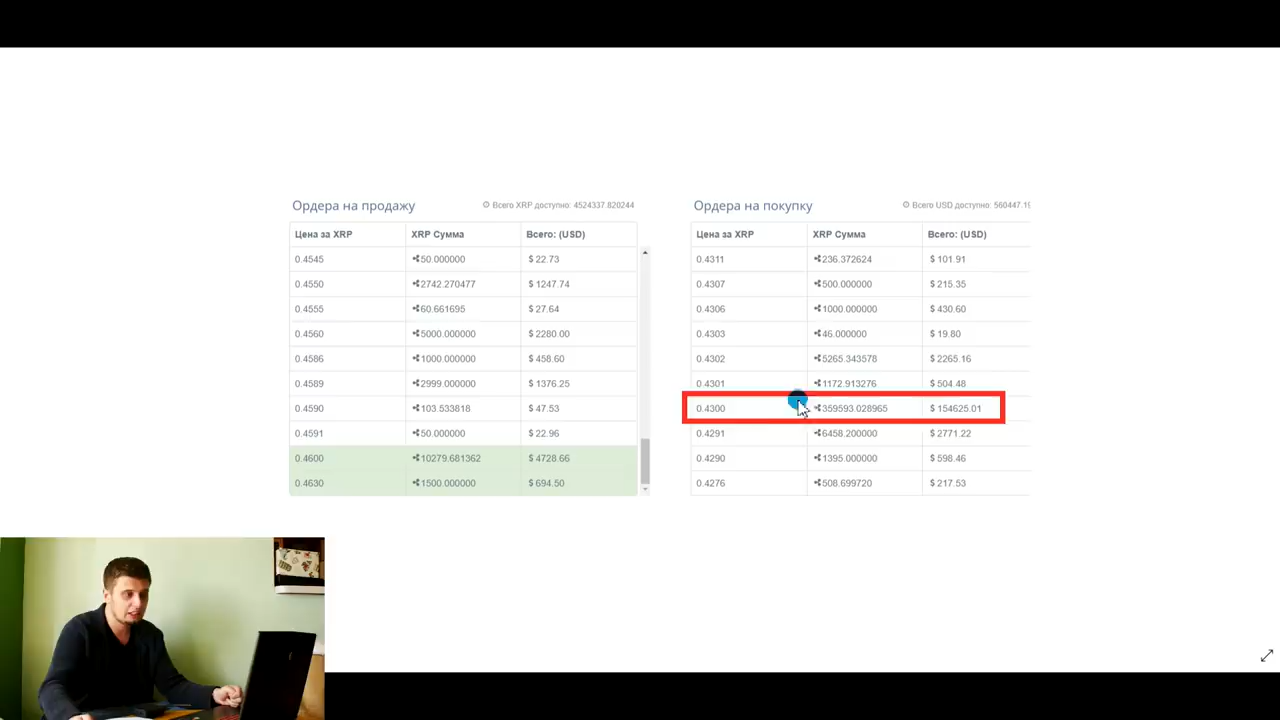 Ордера на продажу
Всего XRP доступно: 4524337.820244
Цена за XRP XRP Сумма Всего: (USD)
0.4545 50.000000 $ 22.73
0.4550 2742.270477 $ 1247.74
0.4555 60.661695 $ 27.64
0.4560 5000.000000 $ 2280.00
0.4586 1000.000000 $ 458.60
0.4589 2999.000000 $ 1376.25
0.4590 103.533818 $ 47.53
0.4591 50.000000 $ 22.96
0.4600 10279.681362 $ 4728.66
0.4630 1500.000000 $ 694.50
Ордера на покупку
Всего USD доступно: 560447.19
Цена за XRP XRP Сумма Всего: (USD)
0.4311 236.372624 $ 101.91
0.4307 500.000000 $ 215.35
0.4306 1000.000000 $ 430.60
0.4303 46.000000 $ 19.80
0.4302 5265.343578 $ 2265.16
0.4301 1172.913276 $ 504.48
0.4300 359593.028965 $ 154625.01
0.4291 6458.200000 $ 2771.22
0.4290 1395.000000 $ 598.46
0.4276 508.699720 $ 217.53